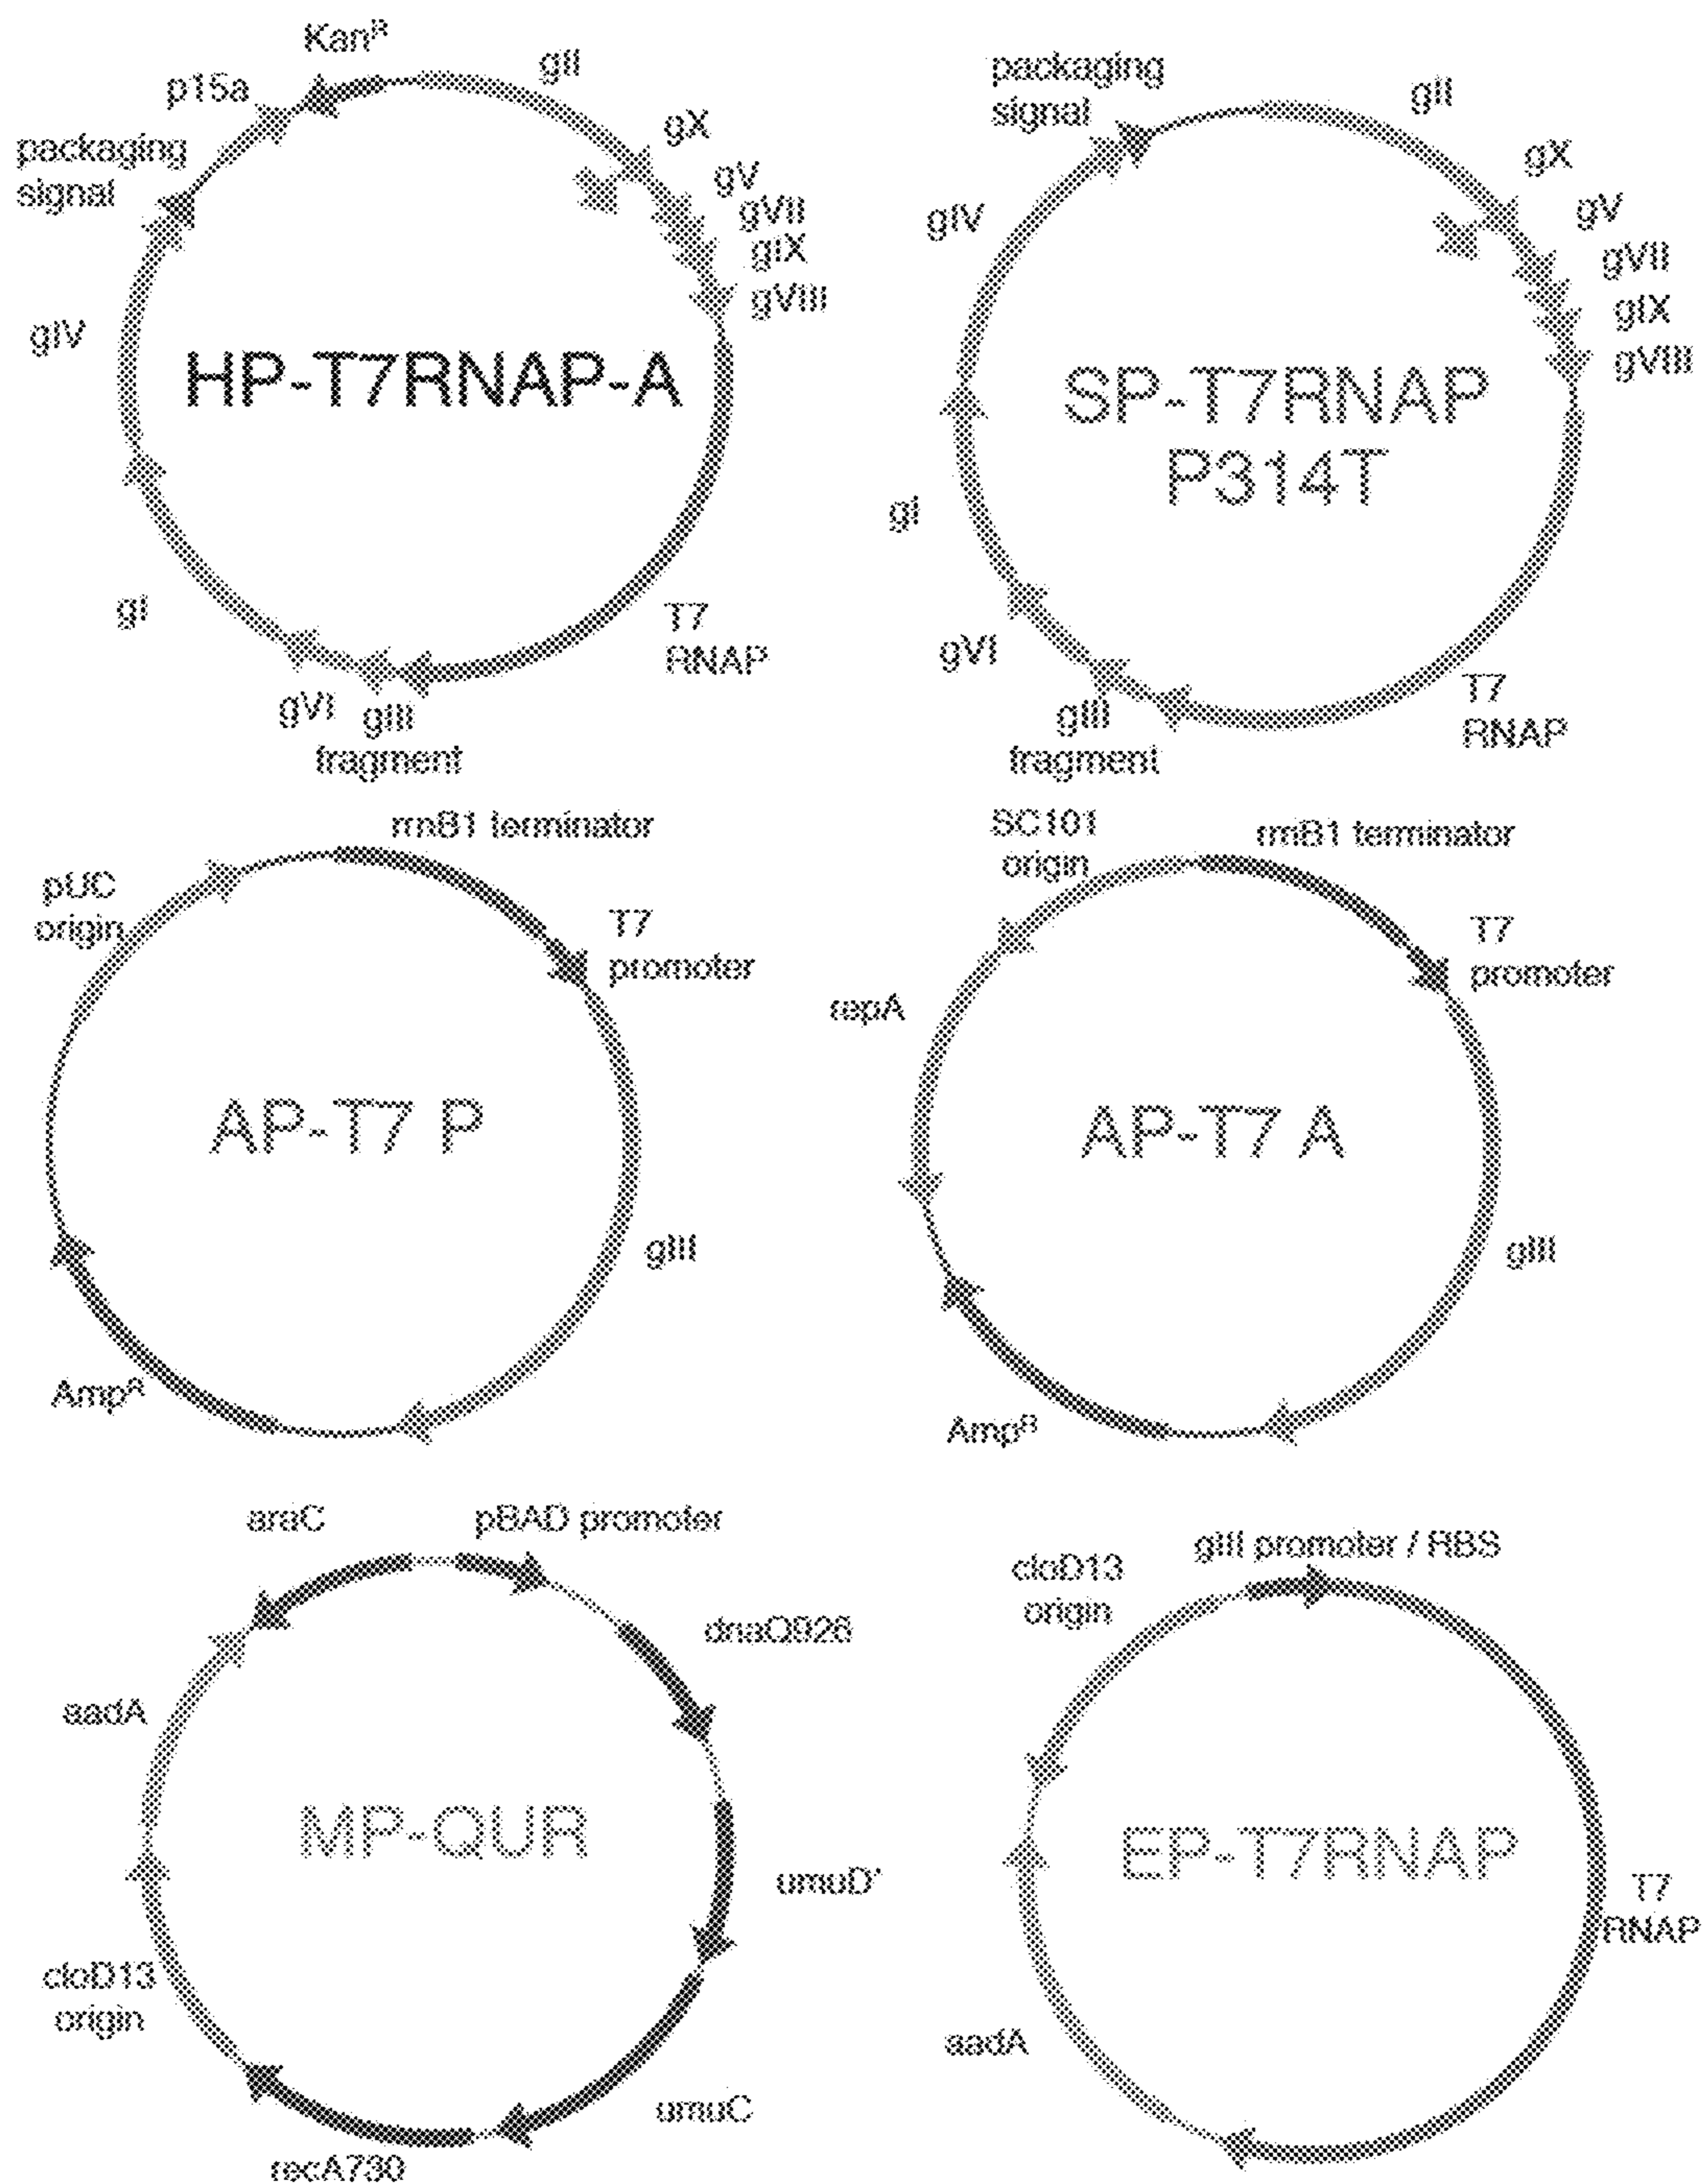 Kanᴿ
gII
p15a
gX
packaging
signal
gV
gVII
gIX
gVIII
gIV
HP-T7RNAP-A
gI
T7
RNAP
gVI
gIII
fragment
packaging
signal
gII
gX
gV
gVII
gIX
gVIII
gIV
SP-T7RNAP
P314T
gI
gVI
gIII
fragment
T7
RNAP
rrnB1 terminator
pUC
origin
T7
promoter
AP-T7 P
gIII
Ampᴿ
SC101
origin
rrnB1 terminator
T7
promoter
repA
AP-T7 A
gIII
Ampᴿ
araC
pBAD promoter
dnaQ926
aadA
MP-QUR
umuD'
cloD13
origin
umuC
recA730
gIII promoter / RBS
cloD13
origin
EP-T7RNAP
T7
RNAP
aadA